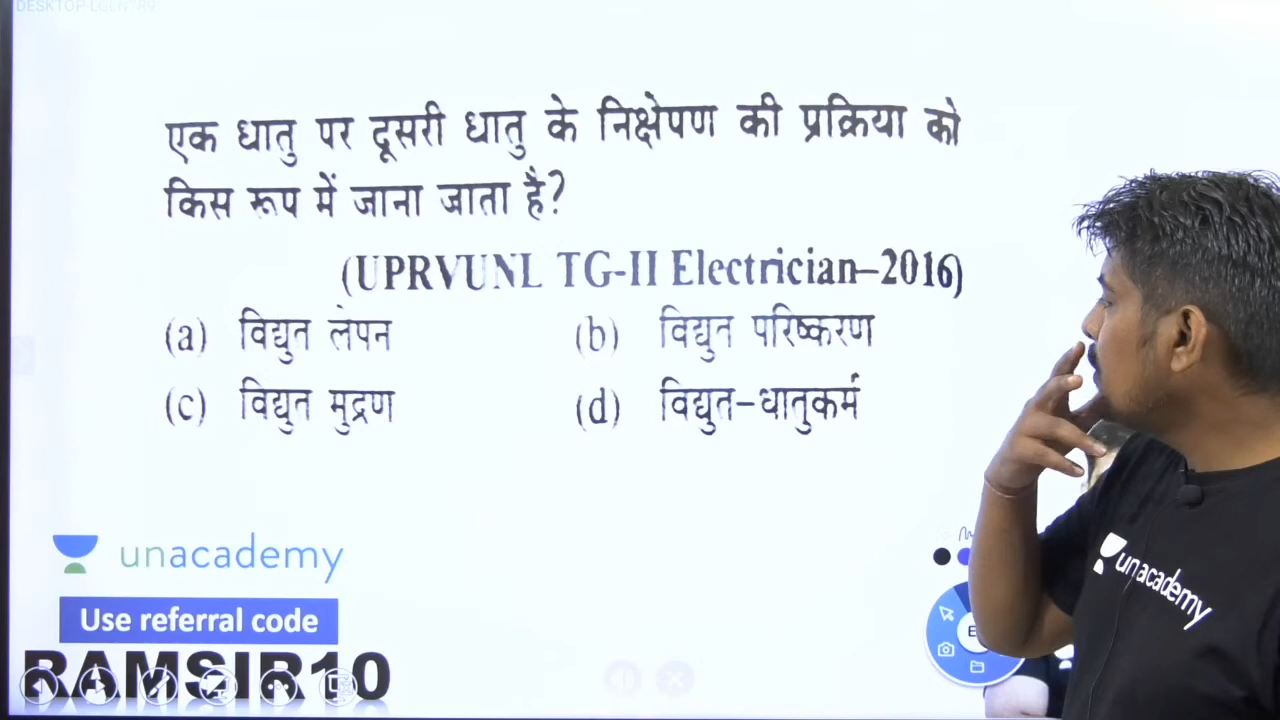 एक धातु पर दूसरी धातु के निक्षेपण की प्रक्रिया को
किस रूप में जाना जाता है?
(UPRVUNL TG-II Electrician–2016)
(a) विद्युत लेपन (b) विद्युत परिष्करण
(c) विद्युत मुद्रण (d) विद्युत–धातुकर्म
unacademy
Use referral code
RAMSIR10
unacademy